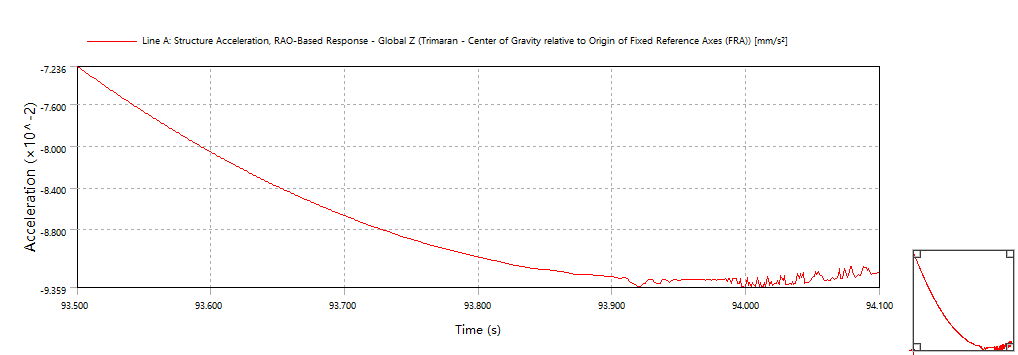 Line A: Structure Acceleration, RAO-Based Response - Global Z (Trimaran - Center of Gravity relative to Origin of Fixed Reference Axes (FRA)) [mm/s²]
Acceleration (×10^-2)
-7.236
-7.600
-8.000
-8.400
-8.800
-9.359
93.500 93.600 93.700 93.800 93.900 94.000 94.100
Time (s)